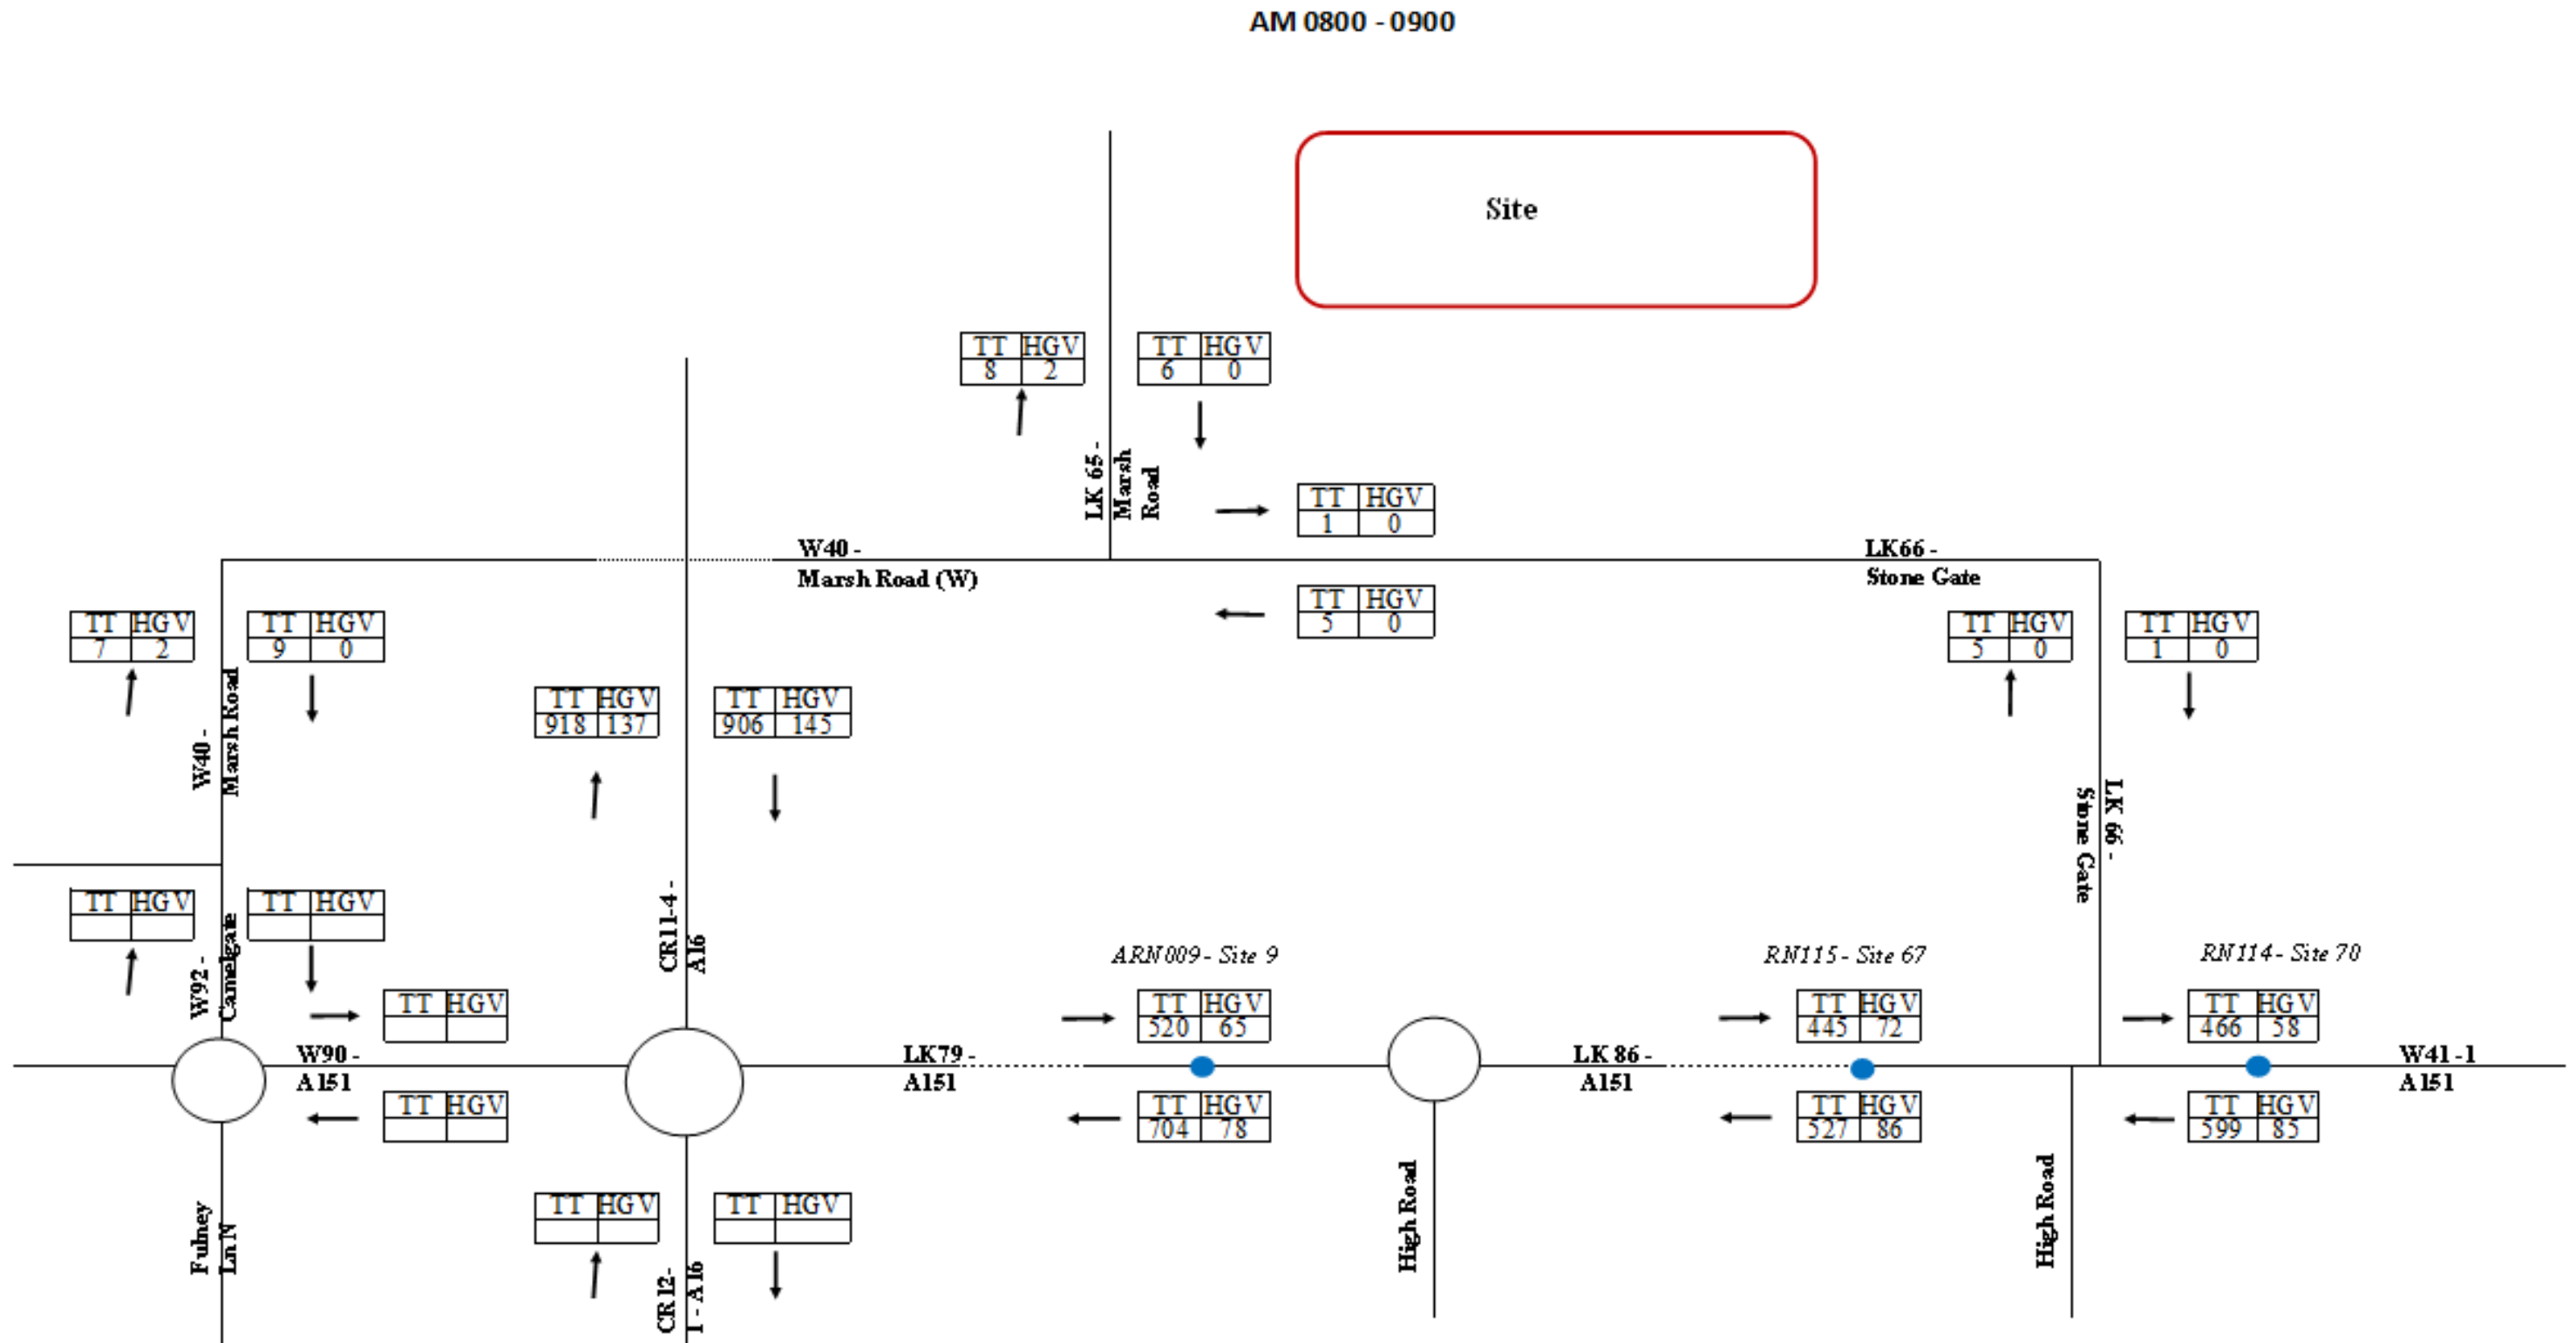 AM 0800 - 0900
Site
TT HGV
8 2
TT HGV
6 0
LK 65 -
Marsh
Road
TT HGV
1 0
W40 -
Marsh Road (W)
LK66 -
Stone Gate
TT HGV
5 0
TT HGV
7 2
TT HGV
9 0
W40 -
Marsh Road
TT HGV
918 137
TT HGV
906 145
TT HGV
5 0
TT HGV
1 0
LK 66 -
Stone Gate
TT HGV
TT HGV
W92 -
Camelgate
CR11-4 -
A16
ARN009 - Site 9
RN115 - Site 67
RN114 - Site 70
TT HGV
TT HGV
520 65
TT HGV
445 72
TT HGV
466 58
W90 -
A151
LK79 -
A151
LK 86 -
A151
W41 -1
A151
TT HGV
TT HGV
704 78
TT HGV
527 86
TT HGV
599 85
Fulney
Ln N
TT HGV
TT HGV
CR12-
1 - A16
High Road
High Road